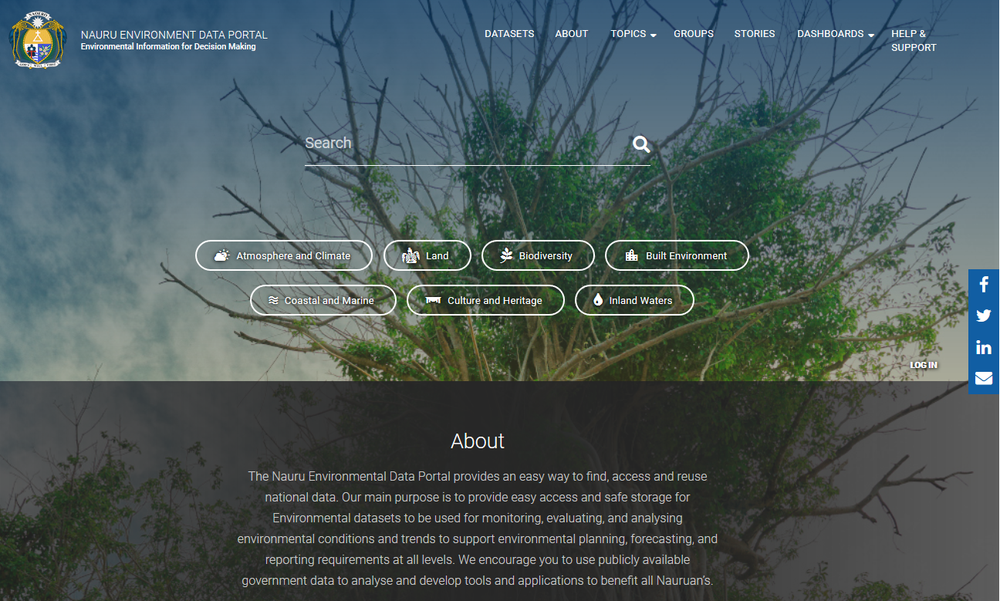 NAOERO
GOD'S WILL FIRST
NAURU ENVIRONMENT DATA PORTAL
Environmental Information for Decision Making
DATASETS
ABOUT
TOPICS
GROUPS
STORIES
DASHBOARDS
HELP &
SUPPORT
Search
Atmosphere and Climate
Land
Biodiversity
Built Environment
Coastal and Marine
Culture and Heritage
Inland Waters
LOG IN
About
The Nauru Environmental Data Portal provides an easy way to find, access and reuse
national data. Our main purpose is to provide easy access and safe storage for
Environmental datasets to be used for monitoring, evaluating, and analysing
environmental conditions and trends to support environmental planning, forecasting, and
reporting requirements at all levels. We encourage you to use publicly available
government data to analyse and develop tools and applications to benefit all Nauruan's.